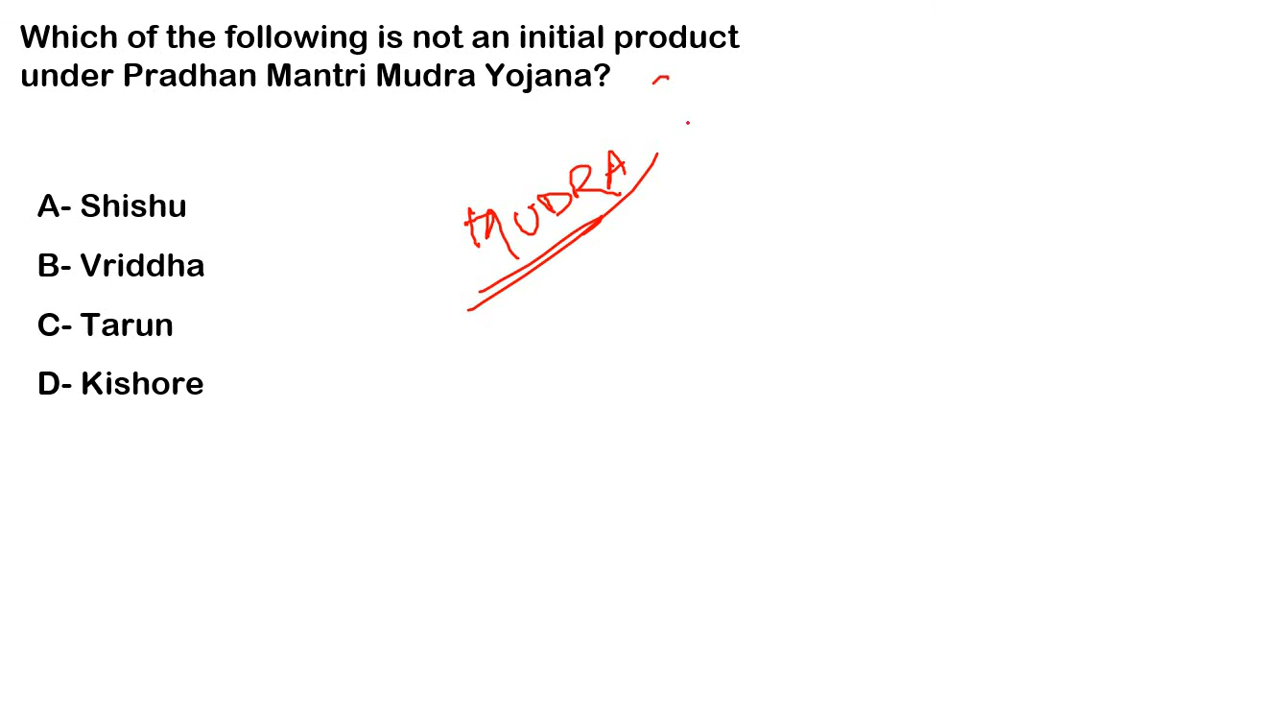 Which of the following is not an initial product
under Pradhan Mantri Mudra Yojana?
MUDRA
A- Shishu
B- Vriddha
C- Tarun
D- Kishore